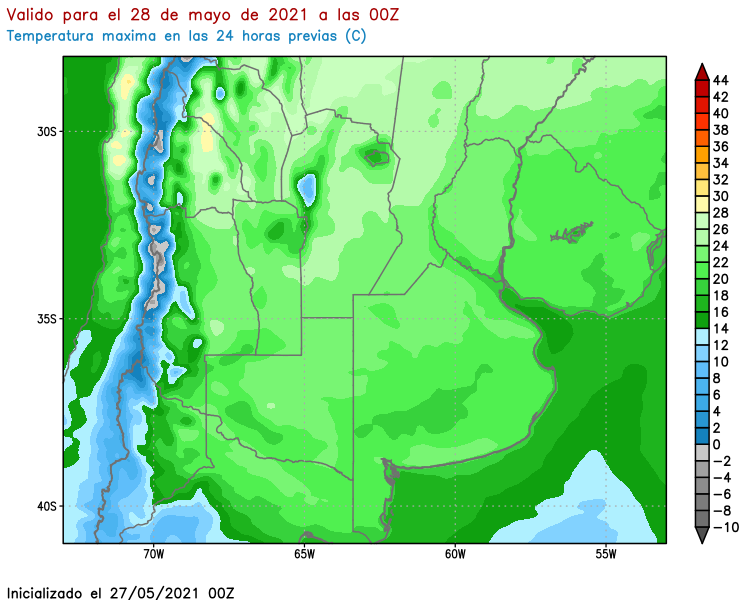 Valido para el 28 de mayo de 2021 a las 00Z
Temperatura maxima en las 24 horas previas (C)
30S
35S
40S
70W
65W
60W
55W
44
42
40
38
36
34
32
30
28
26
24
22
20
18
16
14
12
10
8
6
4
2
0
−2
−4
−6
−8
−10
Inicializado el 27/05/2021 00Z